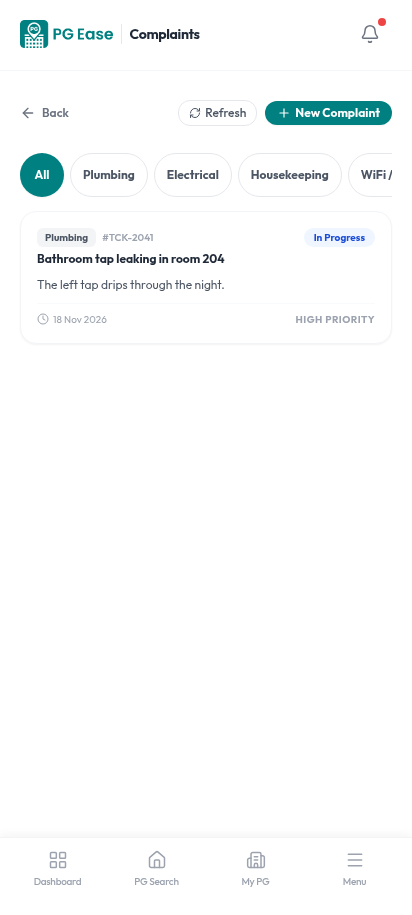 PG
PG Ease
Complaints
Back
Refresh
New Complaint
All
Plumbing
Electrical
Housekeeping
WiFi /
Plumbing
#TCK-2041
In Progress
Bathroom tap leaking in room 204
The left tap drips through the night.
18 Nov 2026
HIGH PRIORITY
Dashboard
PG Search
My PG
Menu